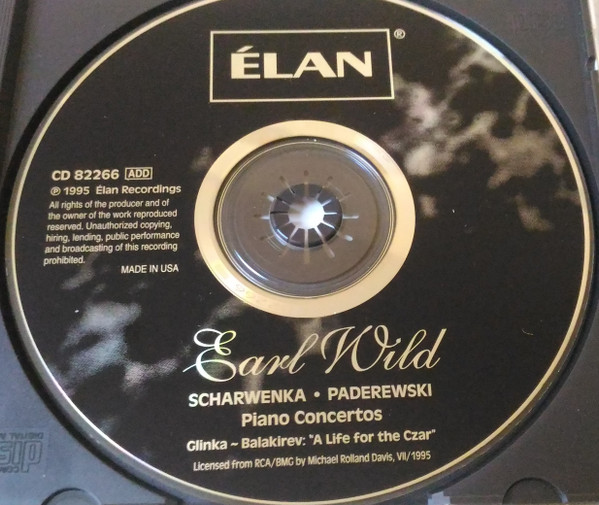 ÉLAN®
CD 82266 ADD
℗ 1995 Élan Recordings
All rights of the producer and of
the owner of the work reproduced
reserved. Unauthorized copying,
hiring, lending, public performance
and broadcasting of this recording
prohibited.
MADE IN USA
Earl Wild
SCHARWENKA • PADEREWSKI
Piano Concertos
Glinka ~ Balakirev: "A Life for the Czar"
Licensed from RCA/BMG by Michael Rolland Davis, VII/1995